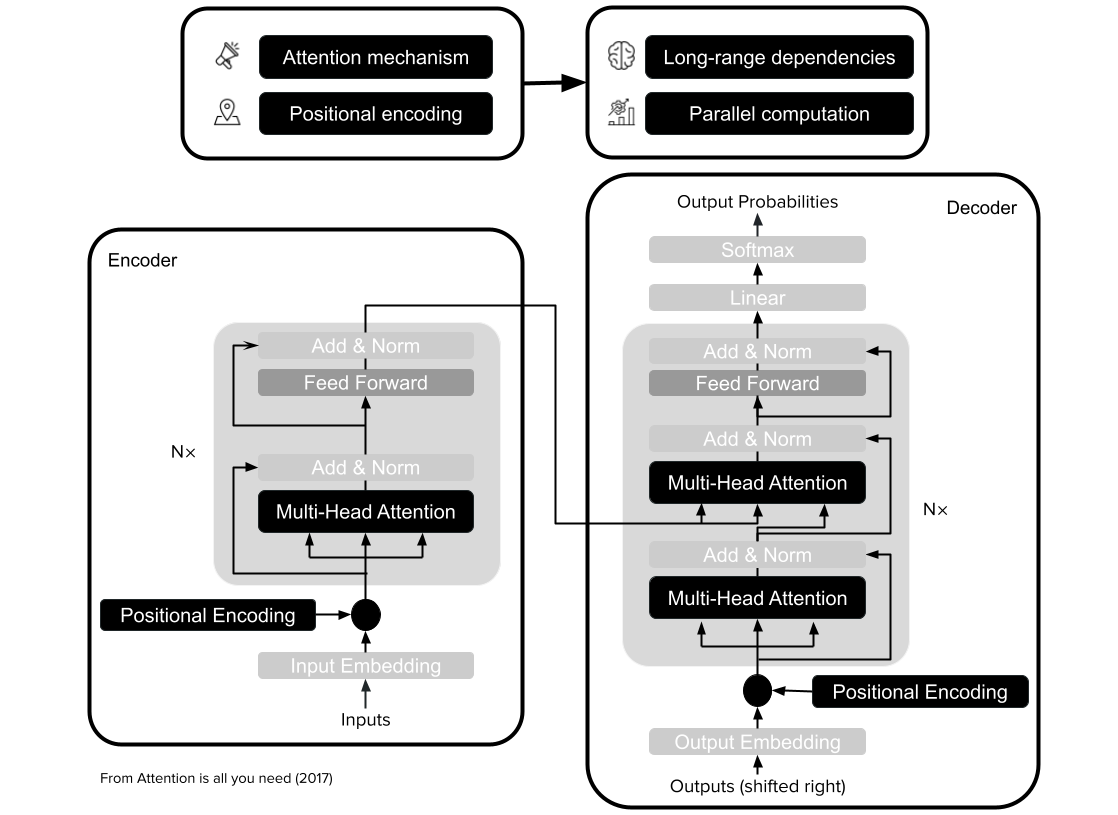 Attention mechanism
Positional encoding
Long-range dependencies
Parallel computation
Encoder
Add & Norm
Feed Forward
N×
Add & Norm
Multi-Head Attention
Positional Encoding
Input Embedding
Inputs
Decoder
Output Probabilities
Softmax
Linear
Add & Norm
Feed Forward
Add & Norm
Multi-Head Attention
N×
Add & Norm
Multi-Head Attention
Positional Encoding
Output Embedding
Outputs (shifted right)
From Attention is all you need (2017)